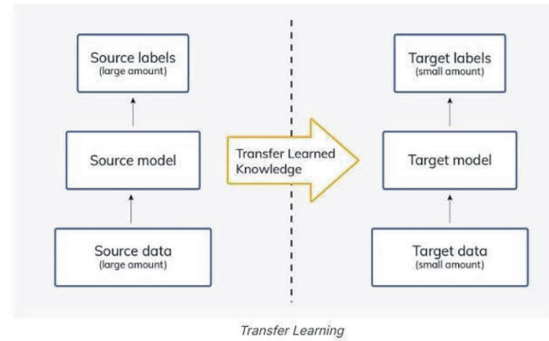 Source labels
(large amount)
Target labels
(small amount)
Source model
Transfer Learned
Knowledge
Target model
Source data
(large amount)
Target data
(small amount)
Transfer Learning